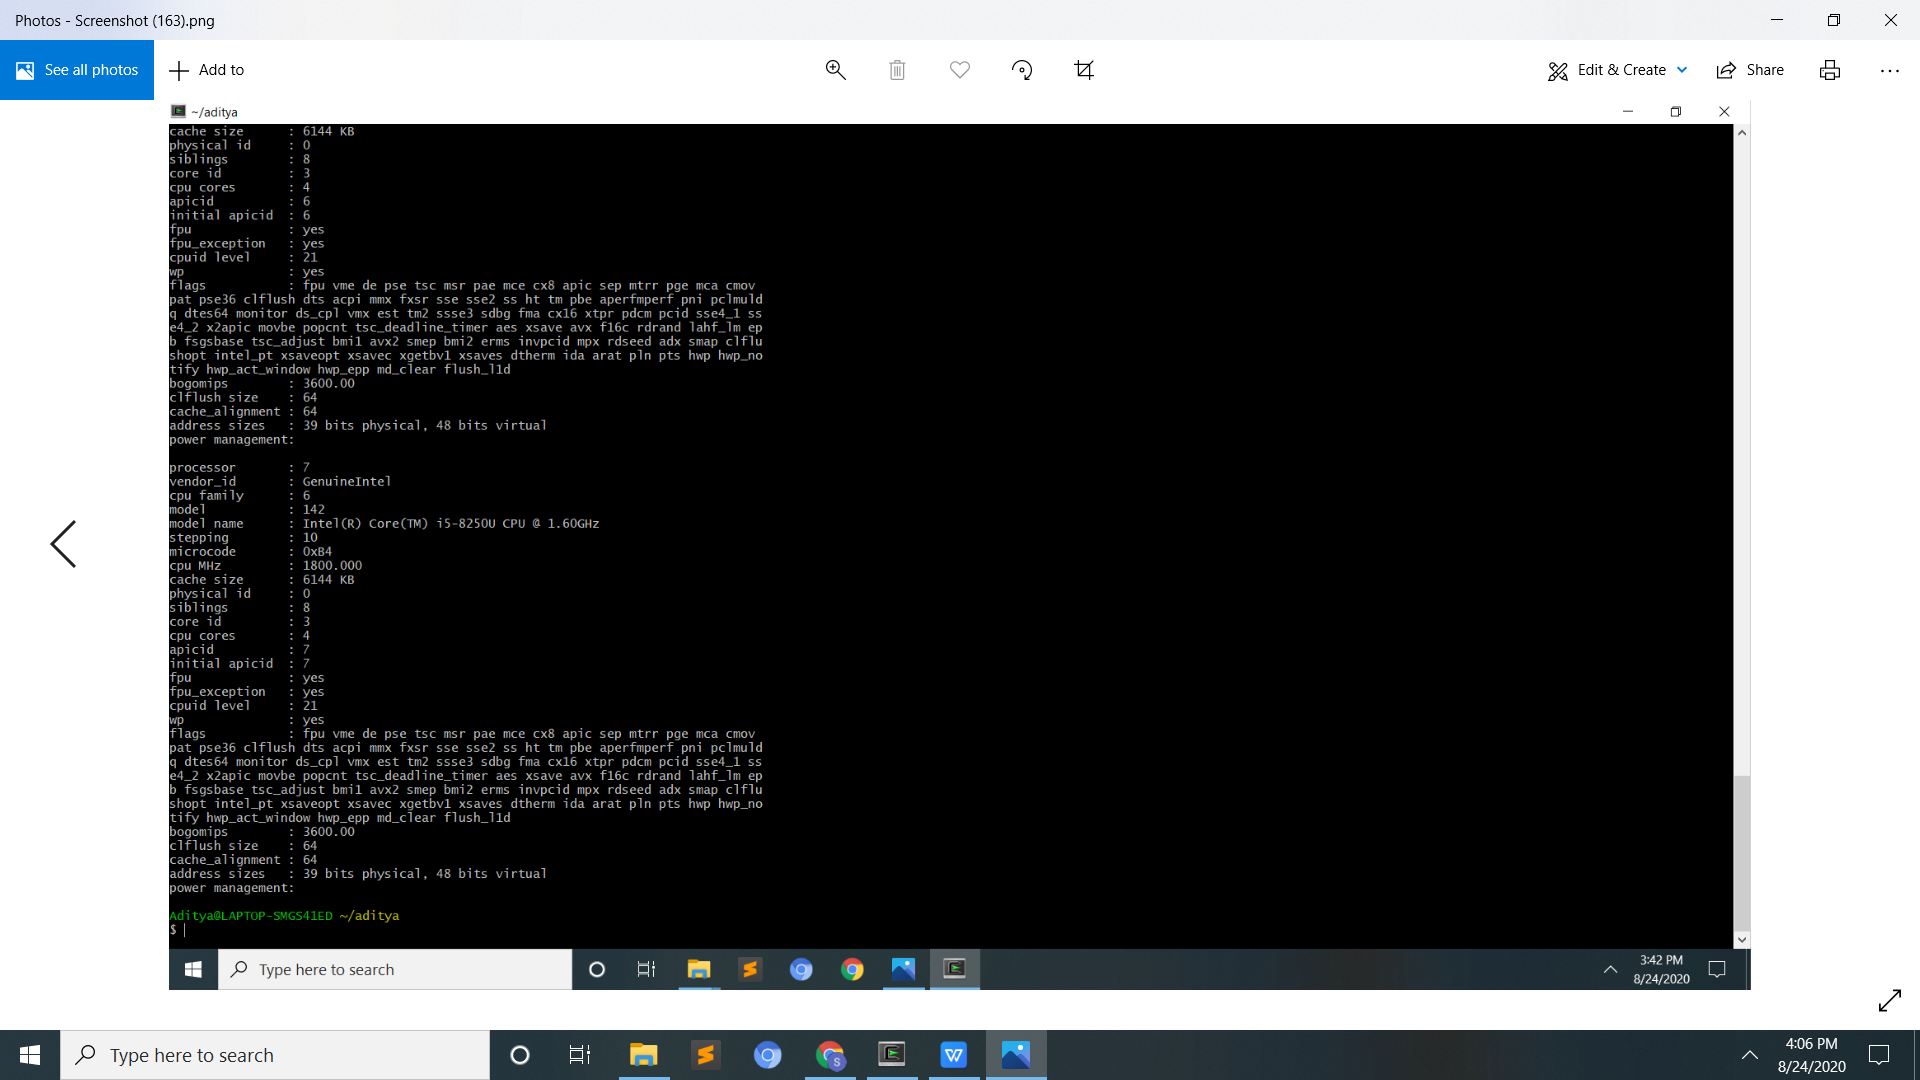 Photos - Screenshot (163).png
See all photos
Add to
Edit & Create
Share
~/aditya
cache size : 6144 KB
physical id : 0
siblings : 8
core id : 3
cpu cores : 4
apicid : 6
initial apicid : 6
fpu : yes
fpu_exception : yes
cpuid level : 21
wp : yes
flags : fpu vme de pse tsc msr pae mce cx8 apic sep mtrr pge mca cmov
pat pse36 clflush dts acpi mmx fxsr sse sse2 ss ht tm pbe aperfmperf pni pclmuld
q dtes64 monitor ds_cpl vmx est tm2 ssse3 sdbg fma cx16 xtpr pdcm pcid sse4_1 ss
e4_2 x2apic movbe popcnt tsc_deadline_timer aes xsave avx f16c rdrand lahf_lm ep
b fsgsbase tsc_adjust bmi1 avx2 smep bmi2 erms invpcid mpx rdseed adx smap clflu
shopt intel_pt xsaveopt xsavec xgetbv1 xsaves dtherm ida arat pln pts hwp hwp_no
tify hwp_act_window hwp_epp md_clear flush_l1d
bogomips : 3600.00
clflush size : 64
cache_alignment : 64
address sizes : 39 bits physical, 48 bits virtual
power management:
processor : 7
vendor_id : GenuineIntel
cpu family : 6
model : 142
model name : Intel(R) Core(TM) i5-8250U CPU @ 1.60GHz
stepping : 10
microcode : 0xB4
cpu MHz : 1800.000
cache size : 6144 KB
physical id : 0
siblings : 8
core id : 3
cpu cores : 4
apicid : 7
initial apicid : 7
fpu : yes
fpu_exception : yes
cpuid level : 21
wp : yes
flags : fpu vme de pse tsc msr pae mce cx8 apic sep mtrr pge mca cmov
pat pse36 clflush dts acpi mmx fxsr sse sse2 ss ht tm pbe aperfmperf pni pclmuld
q dtes64 monitor ds_cpl vmx est tm2 ssse3 sdbg fma cx16 xtpr pdcm pcid sse4_1 ss
e4_2 x2apic movbe popcnt tsc_deadline_timer aes xsave avx f16c rdrand lahf_lm ep
b fsgsbase tsc_adjust bmi1 avx2 smep bmi2 erms invpcid mpx rdseed adx smap clflu
shopt intel_pt xsaveopt xsavec xgetbv1 xsaves dtherm ida arat pln pts hwp hwp_no
tify hwp_act_window hwp_epp md_clear flush_l1d
bogomips : 3600.00
clflush size : 64
cache_alignment : 64
address sizes : 39 bits physical, 48 bits virtual
power management:
Aditya@LAPTOP-SMGS41ED ~/aditya
$
Type here to search
3:42 PM
8/24/2020
Type here to search
S
W
4:06 PM
8/24/2020